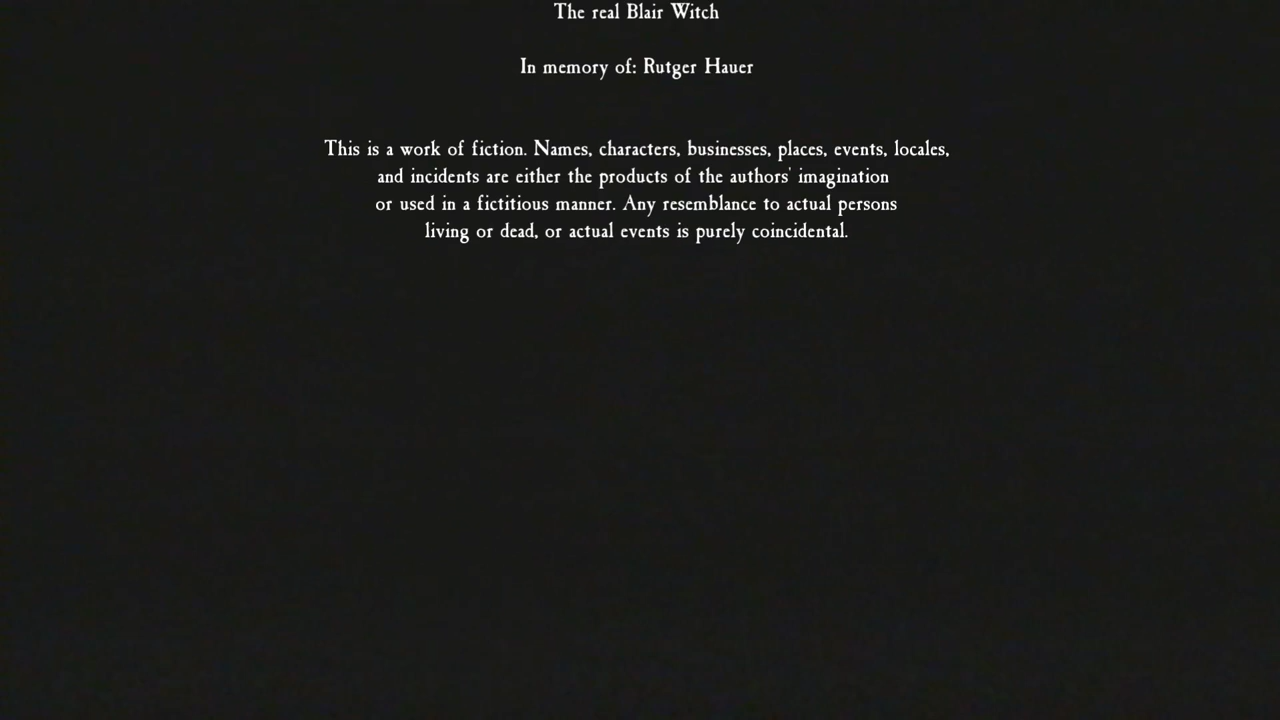 The real Blair Witch
In memory of: Rutger Hauer
This is a work of fiction. Names, characters, businesses, places, events, locales,
and incidents are either the products of the authors' imagination
or used in a fictitious manner. Any resemblance to actual persons
living or dead, or actual events is purely coincidental.